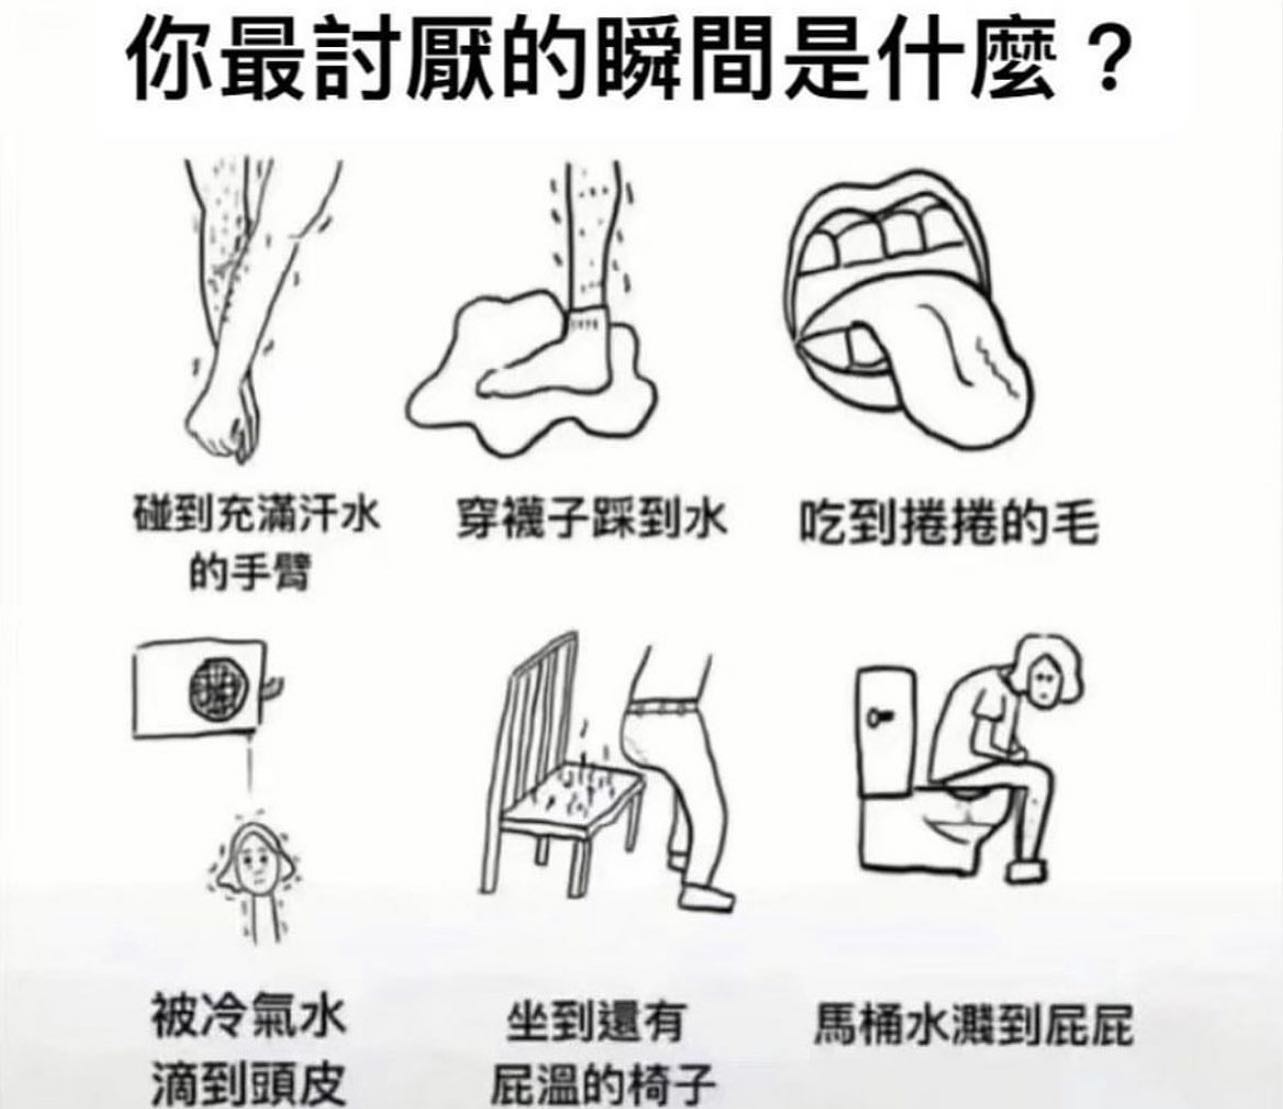 你最討厭的瞬間是什麼？
碰到充滿汗水
的手臂
穿襪子踩到水
吃到捲捲的毛
被冷氣水
滴到頭皮
坐到還有
屁溫的椅子
馬桶水濺到屁屁